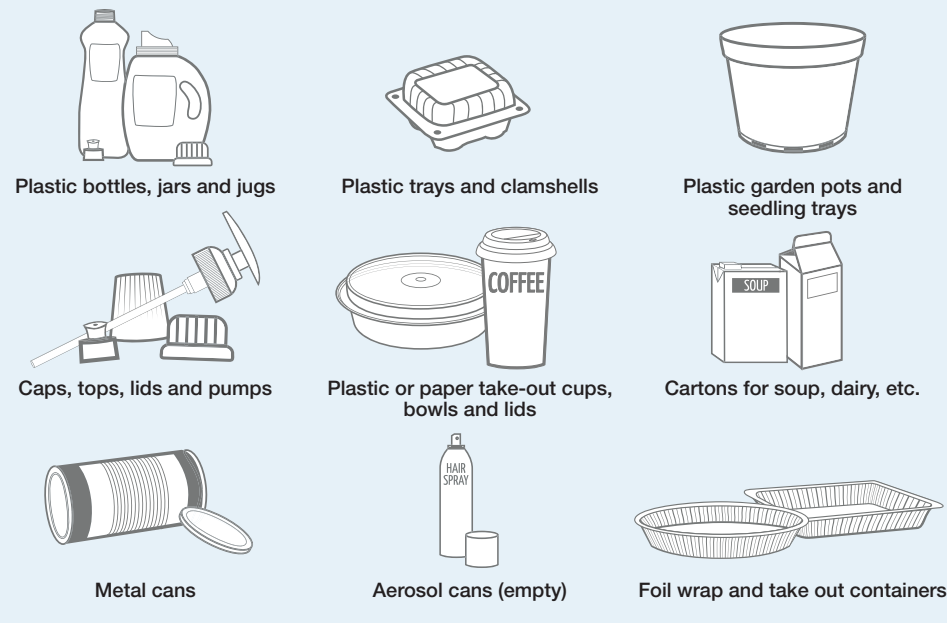 Plastic bottles, jars and jugs
Plastic trays and clamshells
Plastic garden pots and
seedling trays
COFFEE
SOUP
Caps, tops, lids and pumps
Plastic or paper take-out cups,
bowls and lids
Cartons for soup, dairy, etc.
HAIR
SPRAY
Metal cans
Aerosol cans (empty)
Foil wrap and take out containers